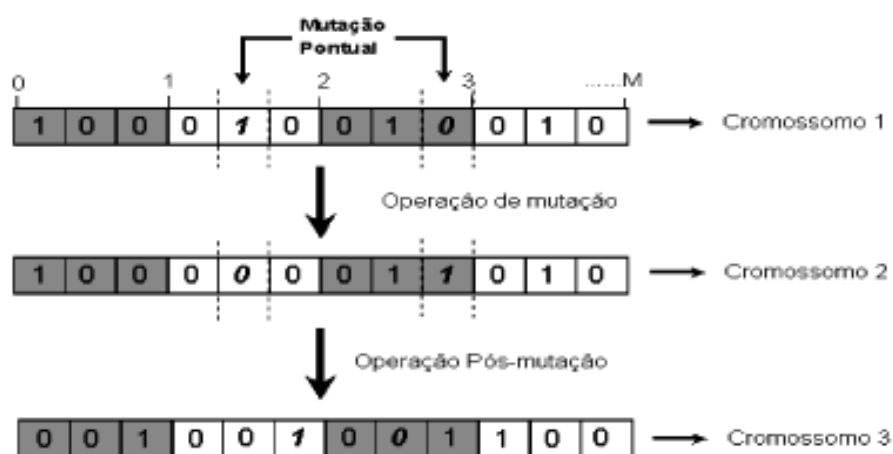 Mutação
Pontual
0 1 2 3 ......M
1 0 0 0 1 0 0 1 0 0 1 0 Cromossomo 1
Operação de mutação
1 0 0 0 0 0 0 1 1 0 1 0 Cromossomo 2
Operação Pós-mutação
0 0 1 0 0 1 0 0 1 1 0 0 Cromossomo 3